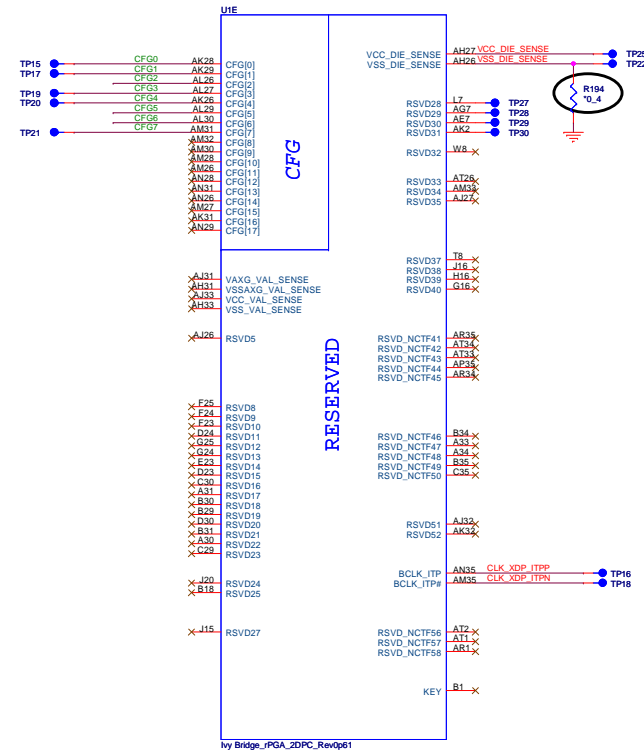 U1E
TP15 CFG0 AK28 CFG[0]
TP17 CFG1 AK29 CFG[1]
CFG2 AL26 CFG[2]
TP19 CFG3 AL27 CFG[3]
TP20 CFG4 AK26 CFG[4]
CFG5 AL29 CFG[5]
CFG6 AL30 CFG[6]
TP21 CFG7 AM31 CFG[7]
AM32 CFG[8]
AM30 CFG[9]
AM28 CFG[10]
AM26 CFG[11]
AN28 CFG[12]
AN31 CFG[13]
AN26 CFG[14]
AM27 CFG[15]
AK31 CFG[16]
AN29 CFG[17]
CFG
AJ31 VAXG_VAL_SENSE
AH31 VSSAXG_VAL_SENSE
AJ33 VCC_VAL_SENSE
AH33 VSS_VAL_SENSE
AJ26 RSVD5
RESERVED
F25 RSVD8
F24 RSVD9
F23 RSVD10
D24 RSVD11
G25 RSVD12
G24 RSVD13
E23 RSVD14
D23 RSVD15
C30 RSVD16
A31 RSVD17
B30 RSVD18
B29 RSVD19
D30 RSVD20
B31 RSVD21
A30 RSVD22
C29 RSVD23
J20 RSVD24
B18 RSVD25
J15 RSVD27
VCC_DIE_SENSE AH27 VCC_DIE_SENSE TP25
VSS_DIE_SENSE AH26 VSS_DIE_SENSE TP22
R194
*0_4
RSVD28 L7 TP27
RSVD29 AG7 TP28
RSVD30 AE7 TP29
RSVD31 AK2 TP30
RSVD32 W8
RSVD33 AT26
RSVD34 AM33
RSVD35 AJ27
RSVD37 T8
RSVD38 J16
RSVD39 H16
RSVD40 G16
RSVD_NCTF41 AR35
RSVD_NCTF42 AT34
RSVD_NCTF43 AT33
RSVD_NCTF44 AP35
RSVD_NCTF45 AR34
RSVD_NCTF46 B34
RSVD_NCTF47 A33
RSVD_NCTF48 A34
RSVD_NCTF49 B35
RSVD_NCTF50 C35
RSVD51 AJ32
RSVD52 AK32
BCLK_ITP AN35 CLK_XDP_ITPP TP16
BCLK_ITP# AM35 CLK_XDP_ITPN TP18
RSVD_NCTF56 AT2
RSVD_NCTF57 AT1
RSVD_NCTF58 AR1
KEY B1
Ivy Bridge_rPGA_2DPC_Rev0p61